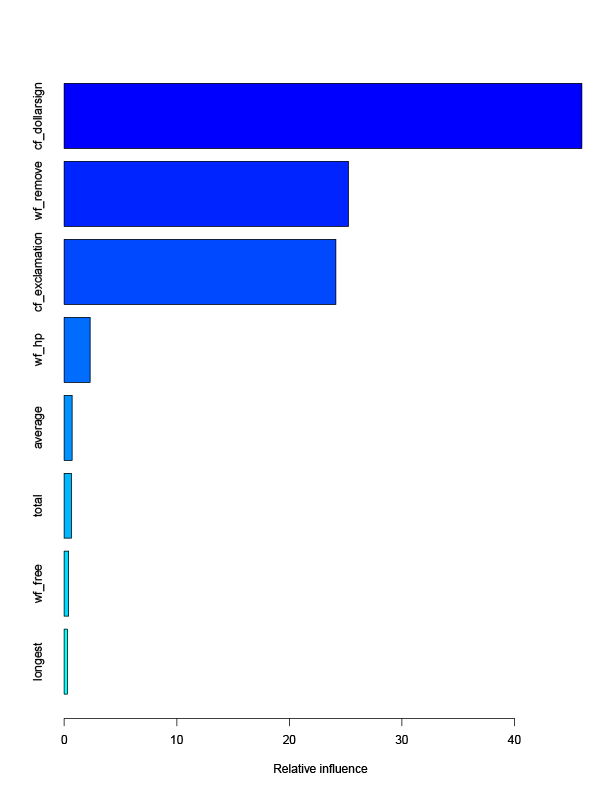 cf_dollarsign
wf_remove
cf_exclamation
wf_hp
average
total
wf_free
longest
0 10 20 30 40
Relative influence